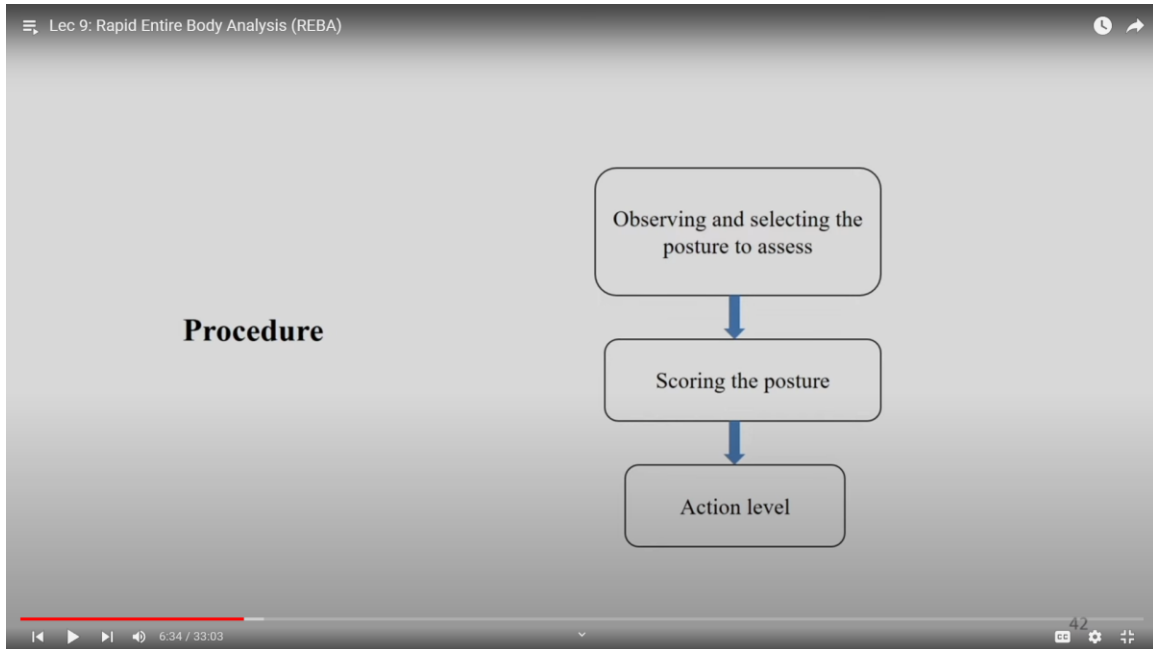 Lec 9: Rapid Entire Body Analysis (REBA)
Observing and selecting the
posture to assess
Procedure
Scoring the posture
Action level
42
6:34 / 33:03
CC